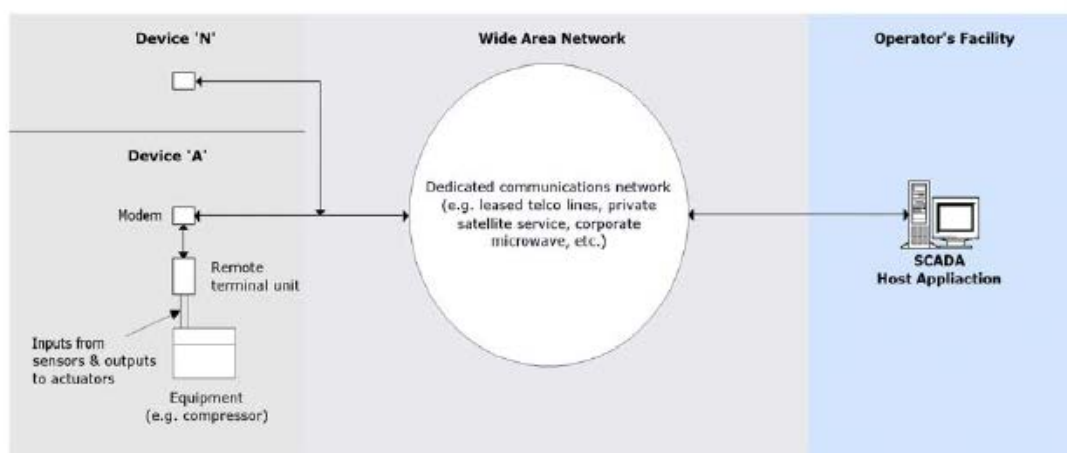 Device 'N'
Wide Area Network
Operator's Facility
Device 'A'
Modem
Remote
terminal unit
Inputs from
sensors & outputs
to actuators
Equipment
(e.g. compressor)
Dedicated communications network
(e.g. leased telco lines, private
satellite service, corporate
microwave, etc.)
SCADA
Host Appliaction